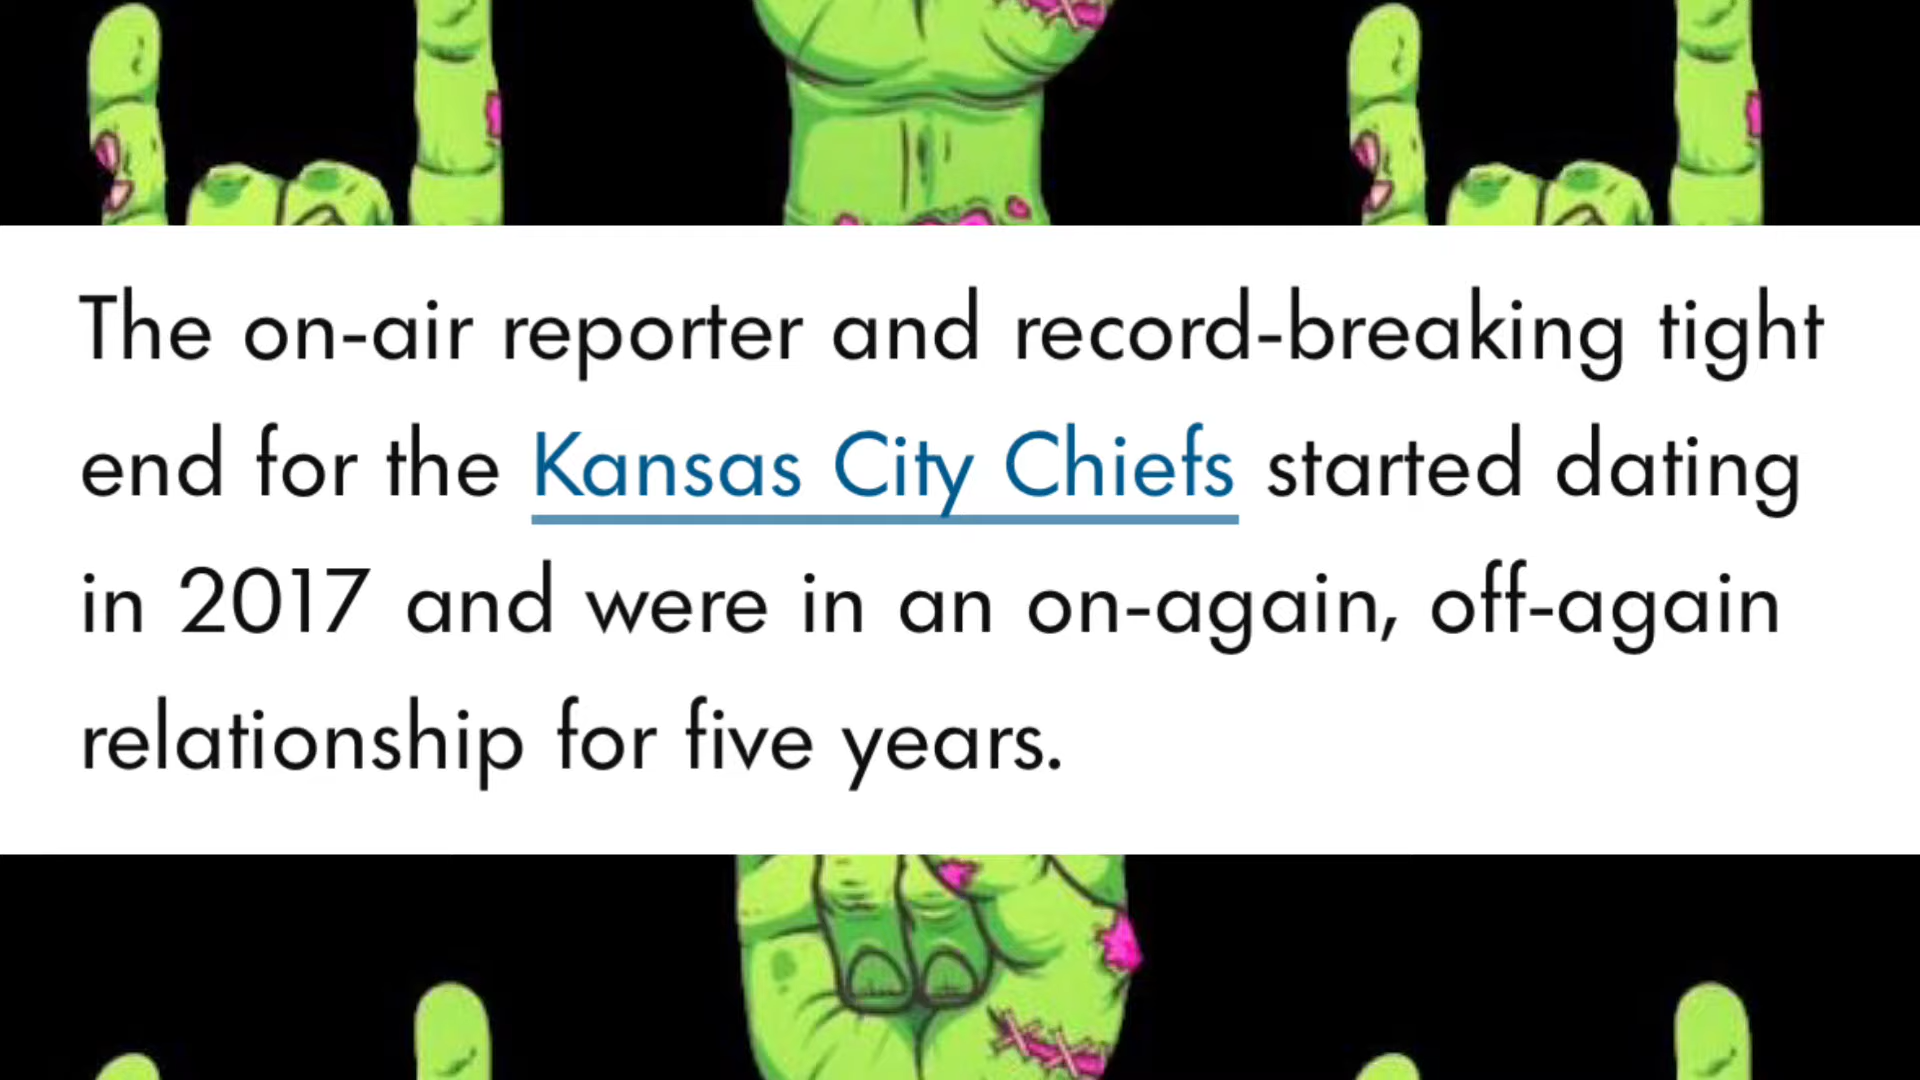 The on-air reporter and record-breaking tight
end for the Kansas City Chiefs started dating
in 2017 and were in an on-again, off-again
relationship for five years.